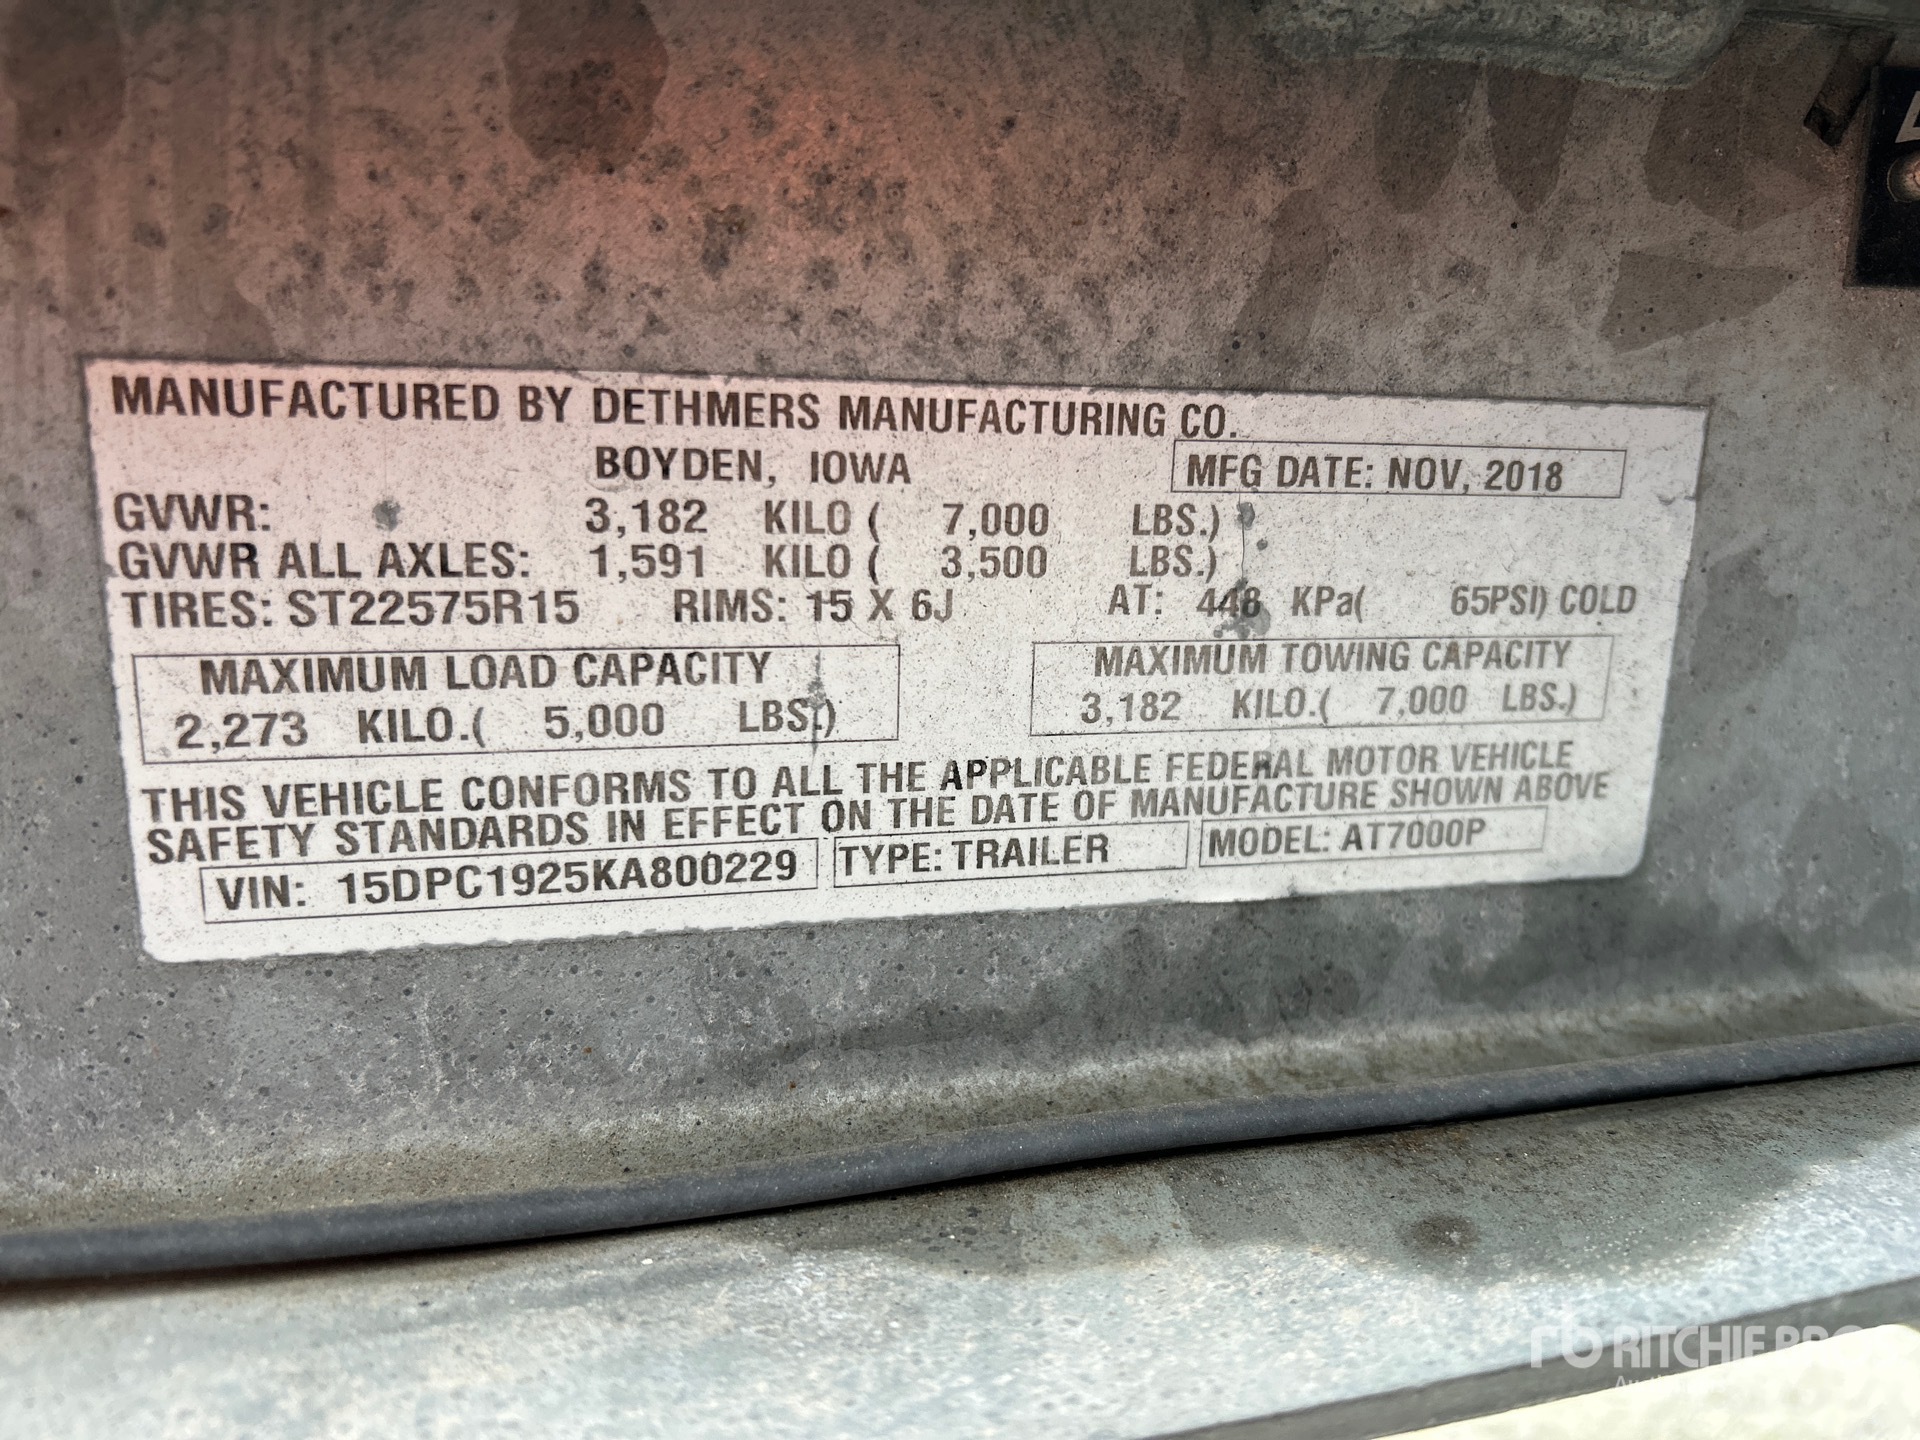 MANUFACTURED BY DETHMERS MANUFACTURING CO.
BOYDEN, IOWA
MFG DATE: NOV, 2018
GVWR: 3,182 KILO ( 7,000 LBS.)
GVWR ALL AXLES: 1,591 KILO ( 3,500 LBS.)
TIRES: ST22575R15 RIMS: 15 X 6J AT: 448 KPa( 65PSI) COLD
MAXIMUM LOAD CAPACITY
2,273 KILO.( 5,000 LBS.)
MAXIMUM TOWING CAPACITY
3,182 KILO.( 7,000 LBS.)
THIS VEHICLE CONFORMS TO ALL THE APPLICABLE FEDERAL MOTOR VEHICLE
SAFETY STANDARDS IN EFFECT ON THE DATE OF MANUFACTURE SHOWN ABOVE
VIN: 15DPC1925KA800229 TYPE: TRAILER MODEL: AT7000P
rb RITCHIE